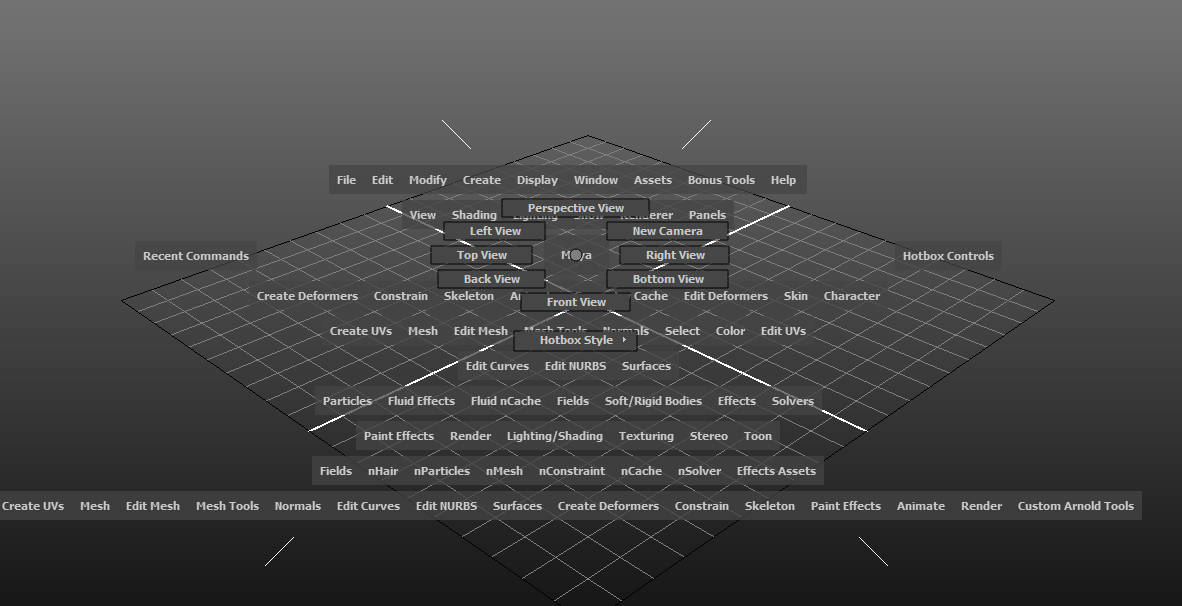 File Edit Modify Create Display Window Assets Bonus Tools Help
Perspective View
View Shading Lighting Show Renderer Panels
Left View New Camera
Recent Commands Top View Maya Right View Hotbox Controls
Back View Bottom View
Create Deformers Constrain Skeleton Cache Edit Deformers Skin Character
Front View
Create UVs Mesh Edit Mesh Mesh Tools Normals Select Color Edit UVs
Hotbox Style
Edit Curves Edit NURBS Surfaces
Particles Fluid Effects Fluid nCache Fields Soft/Rigid Bodies Effects Solvers
Paint Effects Render Lighting/Shading Texturing Stereo Toon
Fields nHair nParticles nMesh nConstraint nCache nSolver Effects Assets
Create UVs Mesh Edit Mesh Mesh Tools Normals Edit Curves Edit NURBS Surfaces Create Deformers Constrain Skeleton Paint Effects Animate Render Custom Arnold Tools